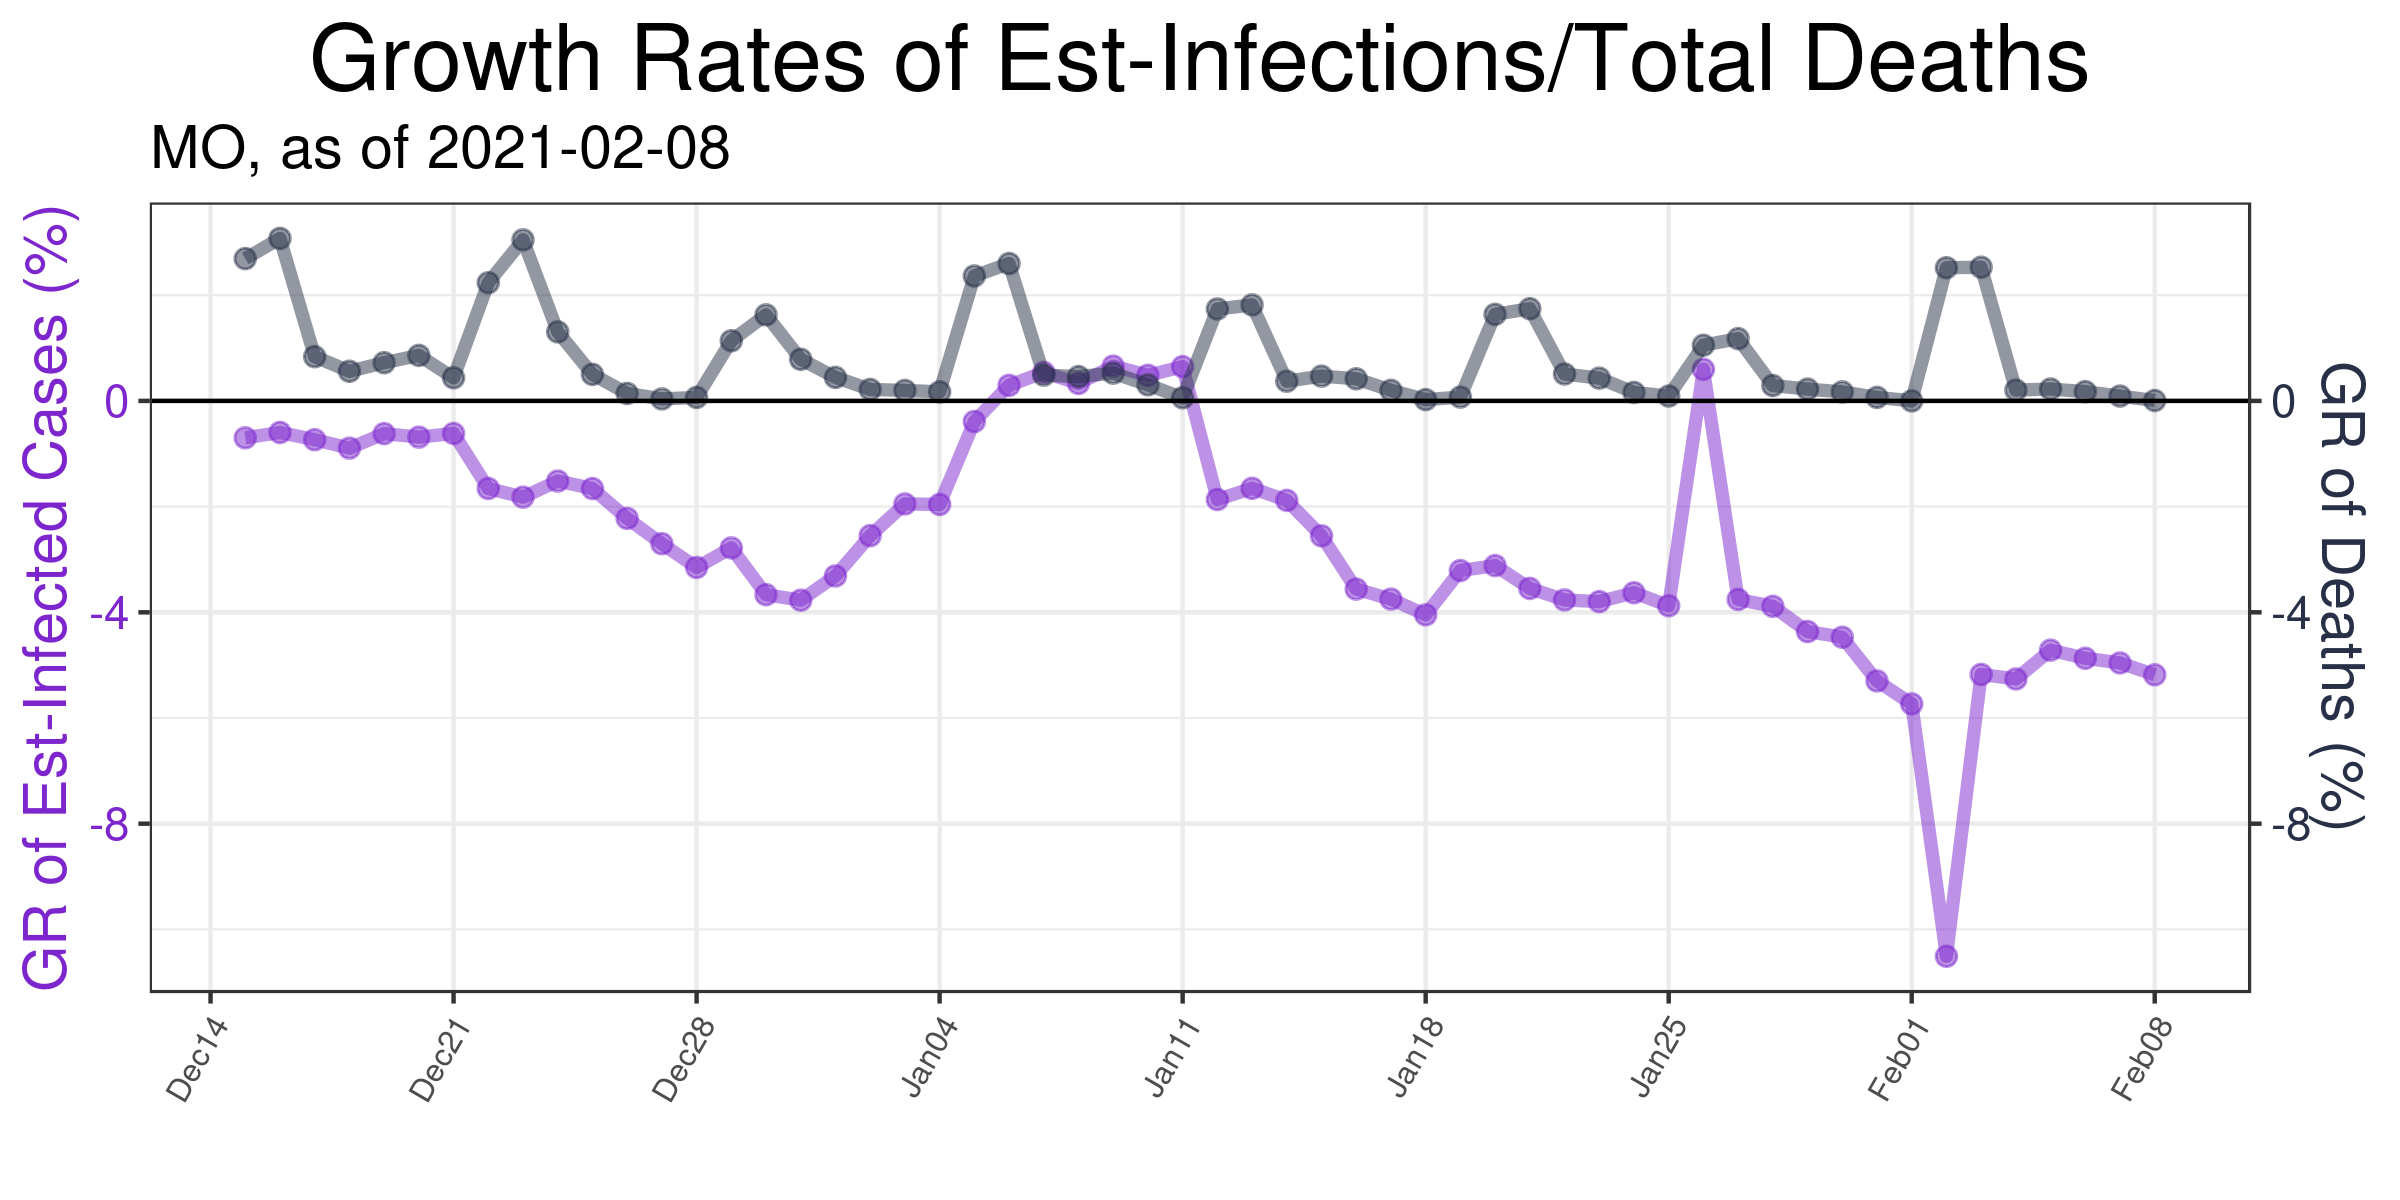 Growth Rates of Est-Infections/Total Deaths
MO, as of 2021-02-08
GR of Est-Infected Cases (%)
0
-4
-8
0
-4
-8
GR of Deaths (%)
Dec14
Dec21
Dec28
Jan04
Jan11
Jan18
Jan25
Feb01
Feb08